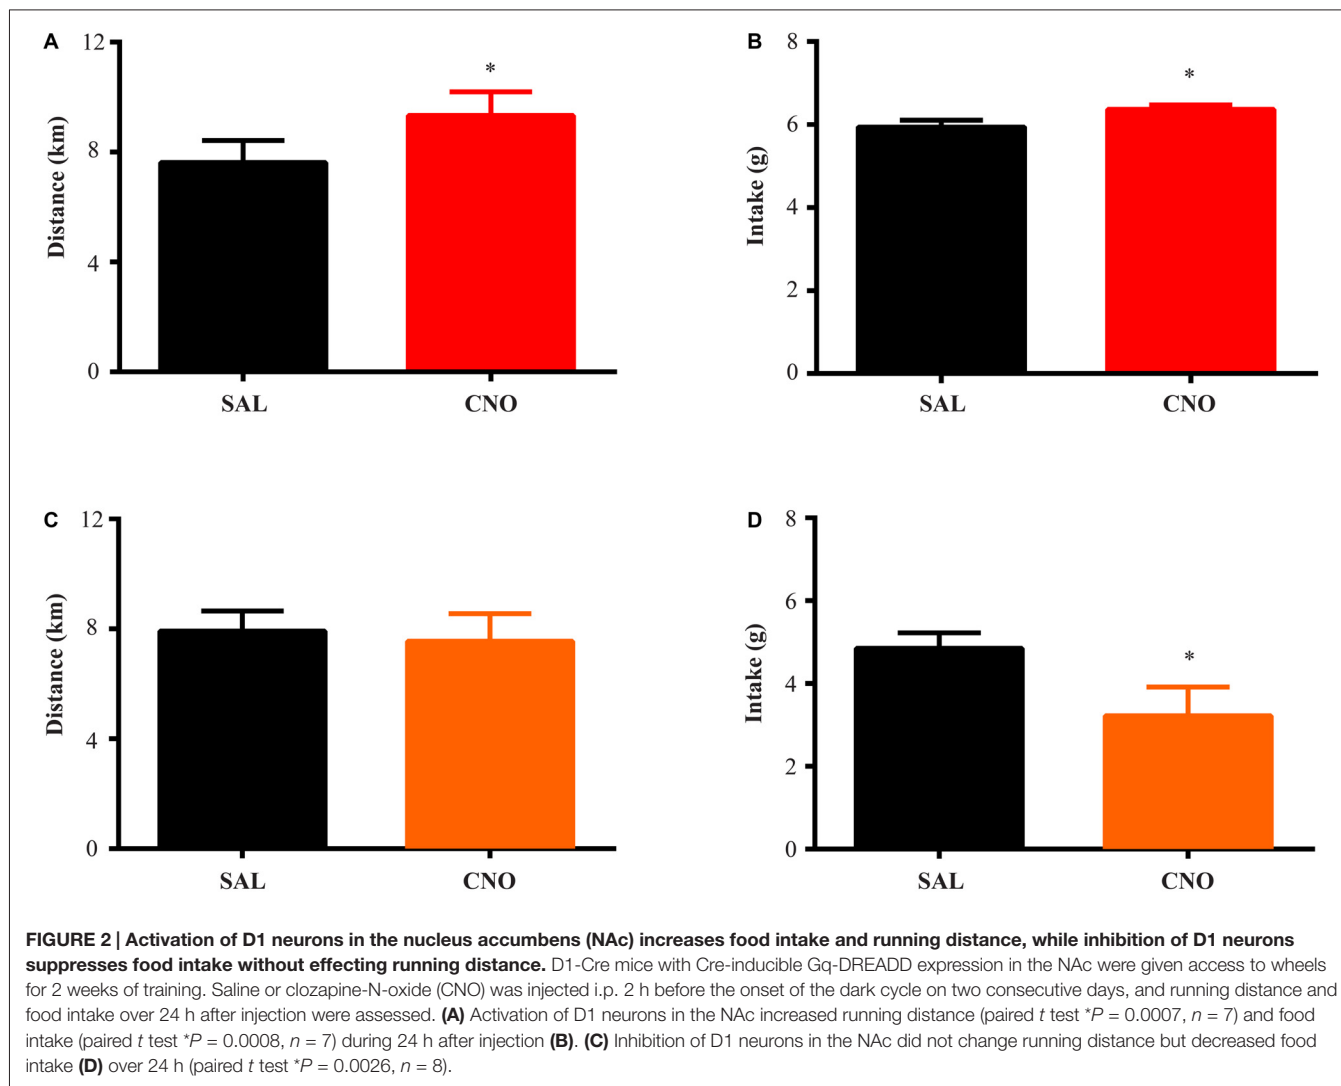 A
12
8
4
0
Distance (km)
*
SAL CNO
B
8
6
4
2
0
Intake (g)
*
SAL CNO
C
12
8
4
0
Distance (km)
SAL CNO
D
8
6
4
2
0
Intake (g)
*
SAL CNO
FIGURE 2 | Activation of D1 neurons in the nucleus accumbens (NAc) increases food intake and running distance, while inhibition of D1 neurons
suppresses food intake without effecting running distance. D1-Cre mice with Cre-inducible Gq-DREADD expression in the NAc were given access to wheels
for 2 weeks of training. Saline or clozapine-N-oxide (CNO) was injected i.p. 2 h before the onset of the dark cycle on two consecutive days, and running distance and
food intake over 24 h after injection were assessed. (A) Activation of D1 neurons in the NAc increased running distance (paired t test *P = 0.0007, n = 7) and food
intake (paired t test *P = 0.0008, n = 7) during 24 h after injection (B). (C) Inhibition of D1 neurons in the NAc did not change running distance but decreased food
intake (D) over 24 h (paired t test *P = 0.0026, n = 8).